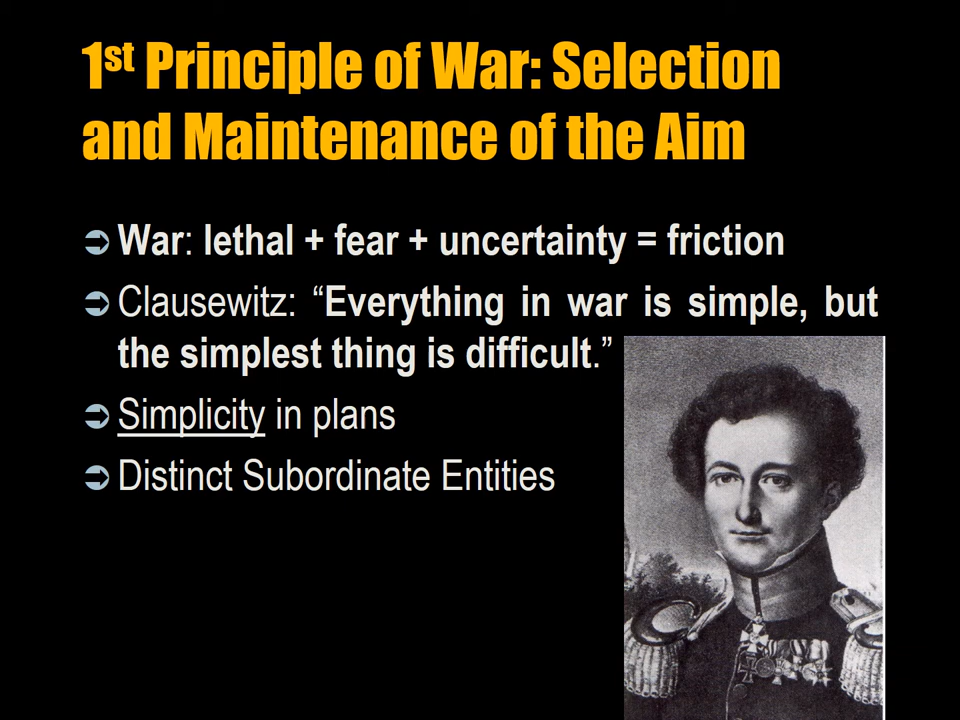 1st Principle of War: Selection
and Maintenance of the Aim
War: lethal + fear + uncertainty = friction
Clausewitz: “Everything in war is simple, but
the simplest thing is difficult.”
Simplicity in plans
Distinct Subordinate Entities